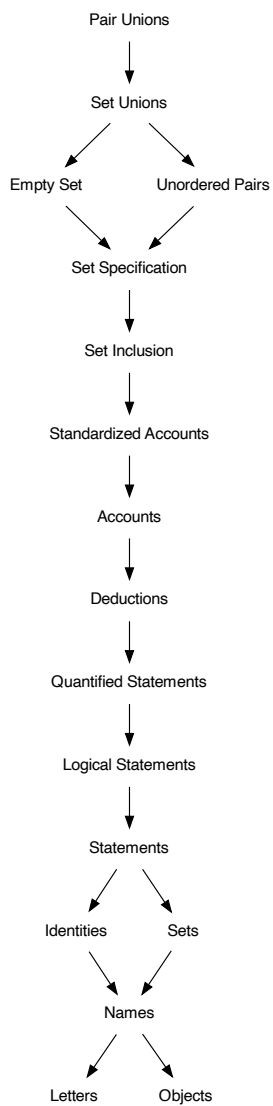 Pair Unions
Set Unions
Empty Set
Unordered Pairs
Set Specification
Set Inclusion
Standardized Accounts
Accounts
Deductions
Quantified Statements
Logical Statements
Statements
Identities
Sets
Names
Letters
Objects